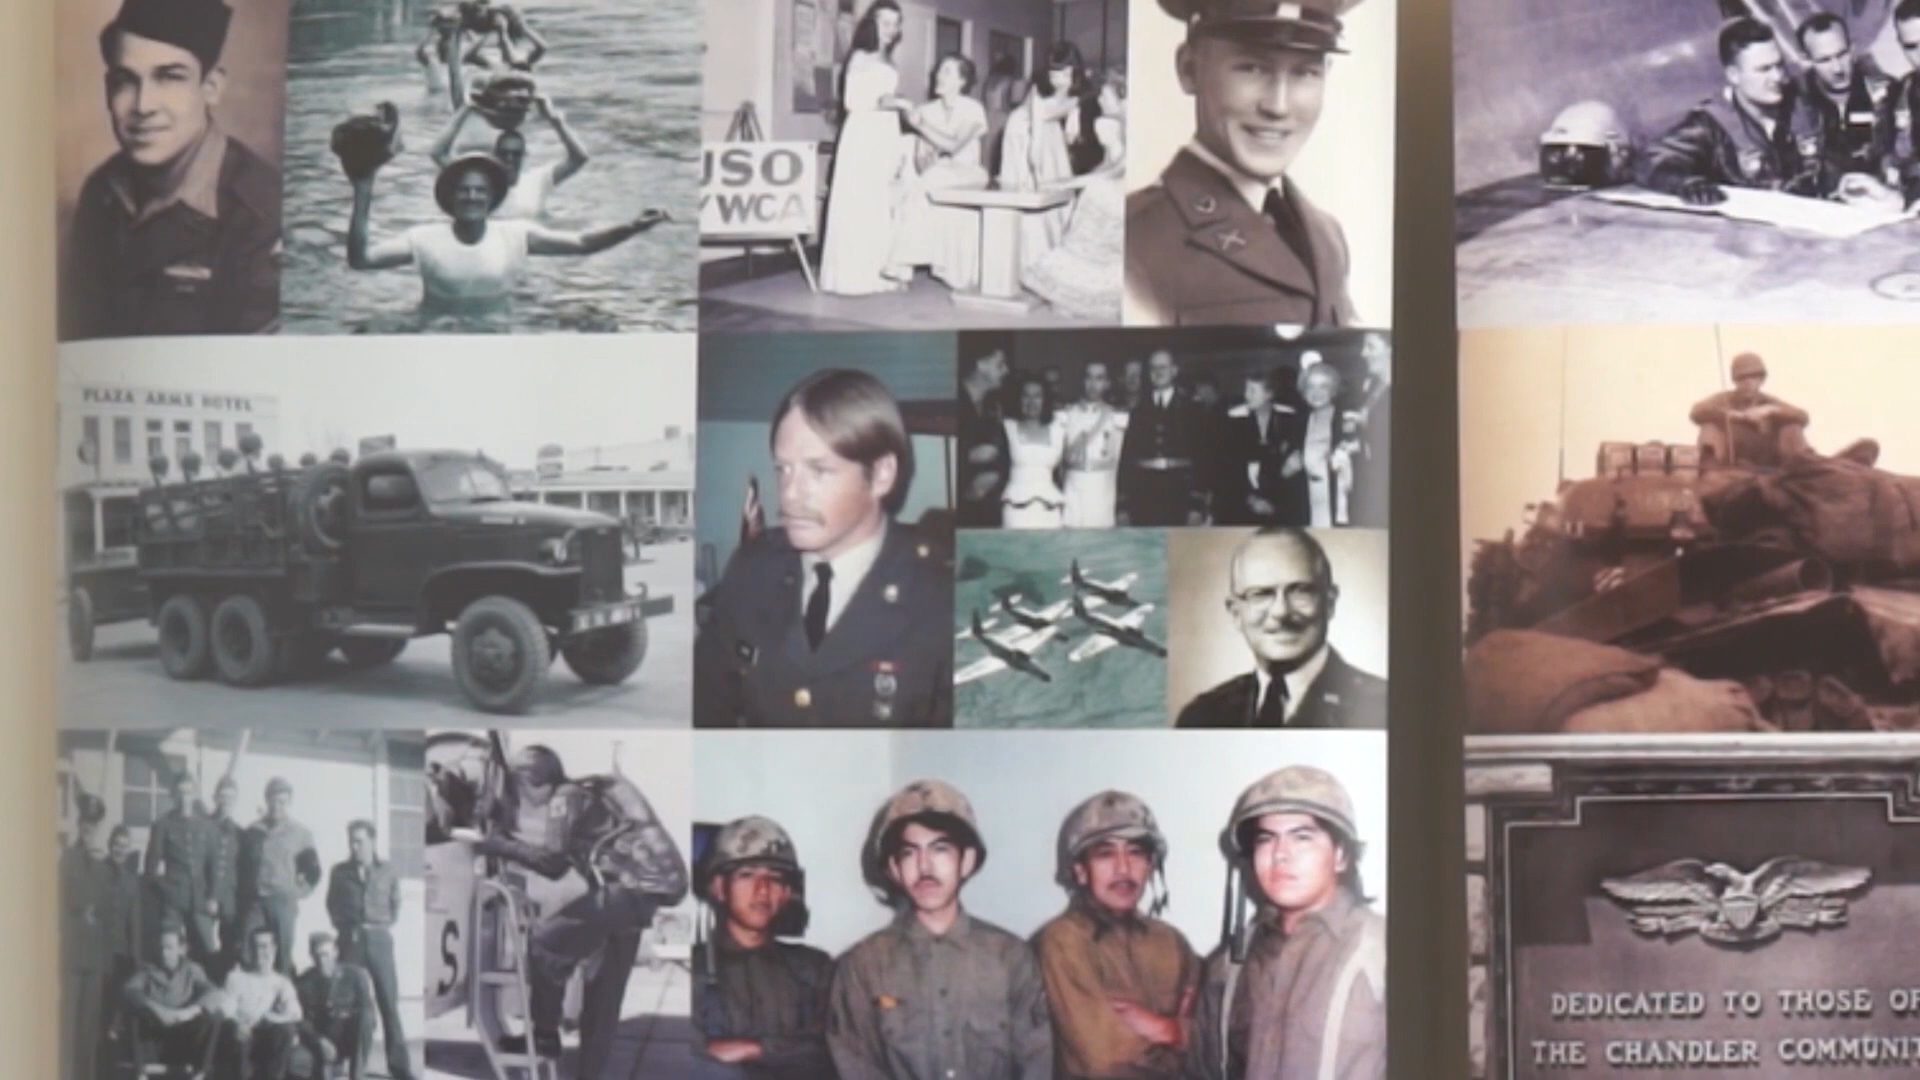 USO
YWCA
PLAZA ARMS HOTEL
S
DEDICATED TO THOSE OF
THE CHANDLER COMMUNIT